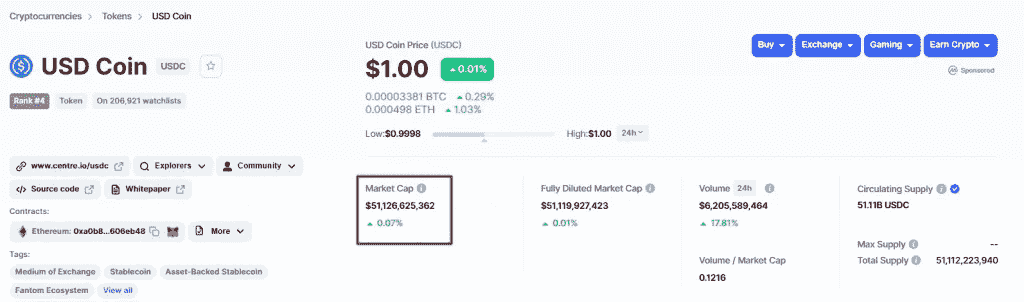 Cryptocurrencies > Tokens > USD Coin
USD Coin USDC
Rank #4 Token On 206,921 watchlists
www.centre.io/usdc Explorers Community
Source code Whitepaper
Contracts:
Ethereum: 0xa0b8...606eb48 More
Tags:
Medium of Exchange Stablecoin Asset-Backed Stablecoin
Fantom Ecosystem View all
USD Coin Price (USDC)
$1.00 0.01%
0.00003381 BTC 0.29%
0.000498 ETH 1.03%
Low:$0.9998 High:$1.00 24h
Buy Exchange Gaming Earn Crypto
Sponsored
Market Cap
$51,126,625,362
0.07%
Fully Diluted Market Cap
$51,119,927,423
0.01%
Volume 24h
$6,205,589,464
17.81%
Volume / Market Cap
0.1216
Circulating Supply
51.11B USDC
Max Supply --
Total Supply 51,112,223,940